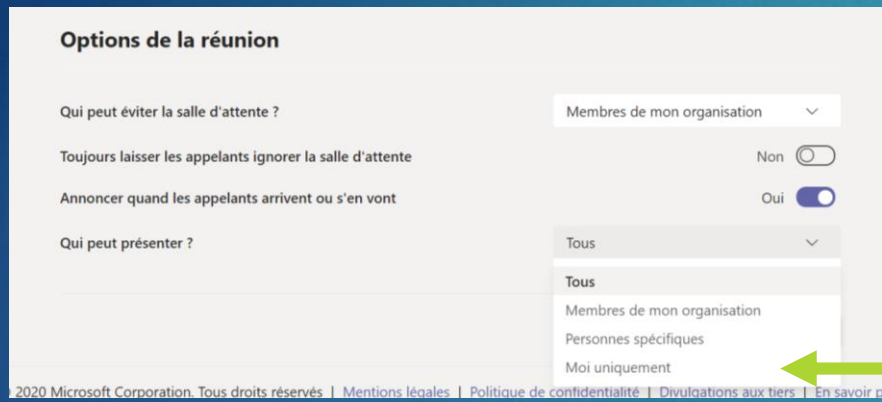 Options de la réunion
Qui peut éviter la salle d'attente ?
Membres de mon organisation
Toujours laisser les appelants ignorer la salle d'attente
Non
Annoncer quand les appelants arrivent ou s'en vont
Oui
Qui peut présenter ?
Tous
Tous
Membres de mon organisation
Personnes spécifiques
Moi uniquement
2020 Microsoft Corporation. Tous droits réservés | Mentions légales | Politique de confidentialité | Divulgations aux tiers | En savoir p